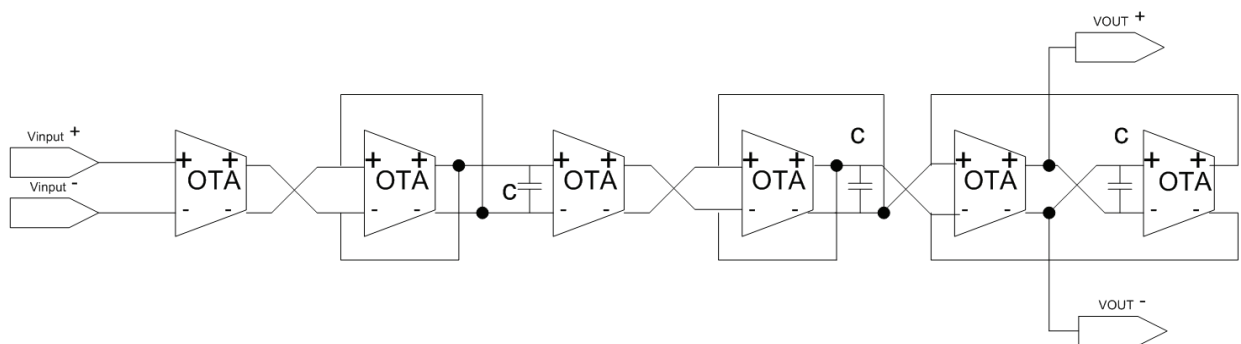 VOUT +
Vinput +
Vinput -
+ +
OTA
- -
+ +
OTA
- -
C
+ +
OTA
- -
+ +
OTA
- -
C
+ +
OTA
- -
C
+ +
OTA
- -
VOUT -